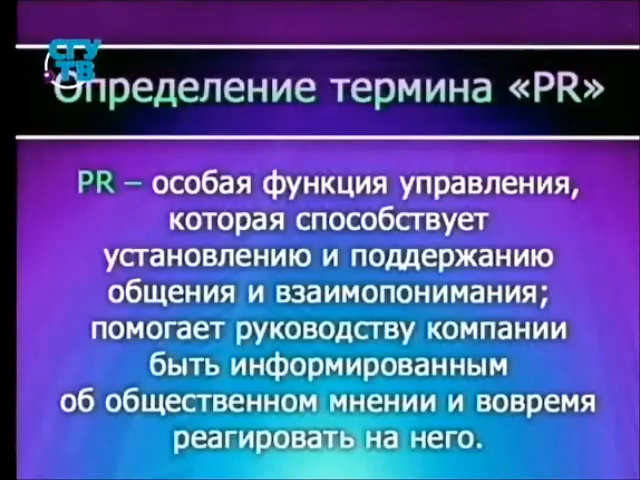 СГУ
ТВ
Определение термина «PR»
PR – особая функция управления,
которая способствует
установлению и поддержанию
общения и взаимопонимания;
помогает руководству компании
быть информированным
об общественном мнении и вовремя
реагировать на него.